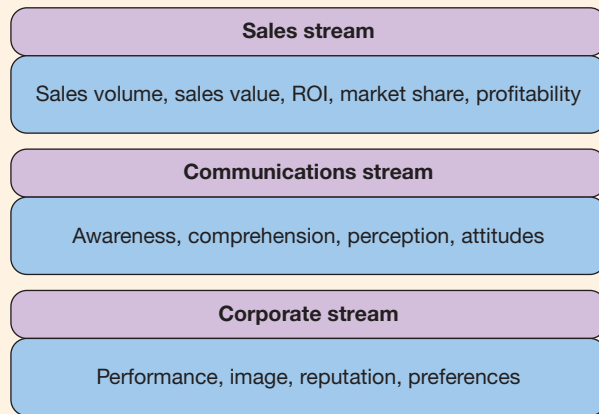 Sales stream
Sales volume, sales value, ROI, market share, profitability
Communications stream
Awareness, comprehension, perception, attitudes
Corporate stream
Performance, image, reputation, preferences